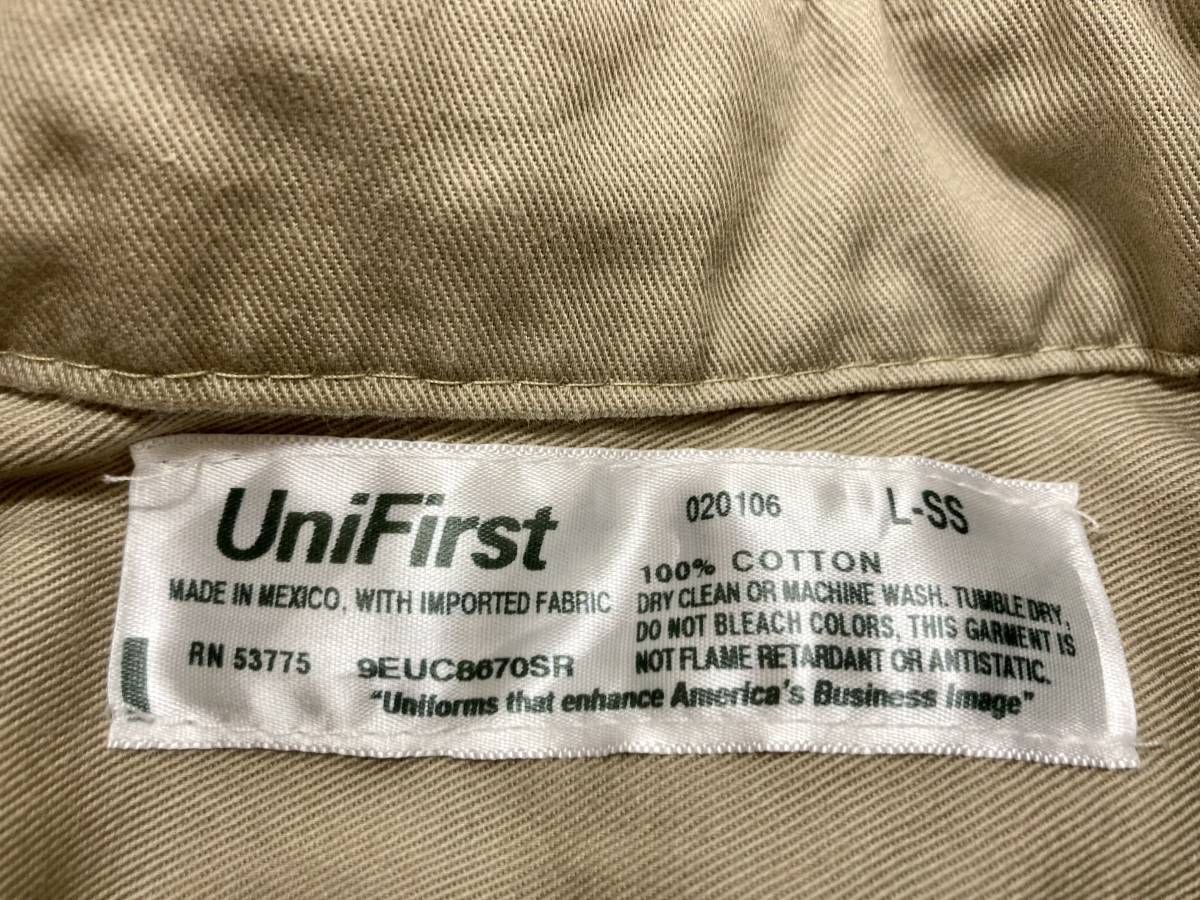 UniFirst
MADE IN MEXICO, WITH IMPORTED FABRIC
RN 53775 9EUC8670SR
020106 L-SS
100% COTTON
DRY CLEAN OR MACHINE WASH. TUMBLE DRY,
DO NOT BLEACH COLORS, THIS GARMENT IS
NOT FLAME RETARDANT OR ANTISTATIC.
"Uniforms that enhance America's Business Image"